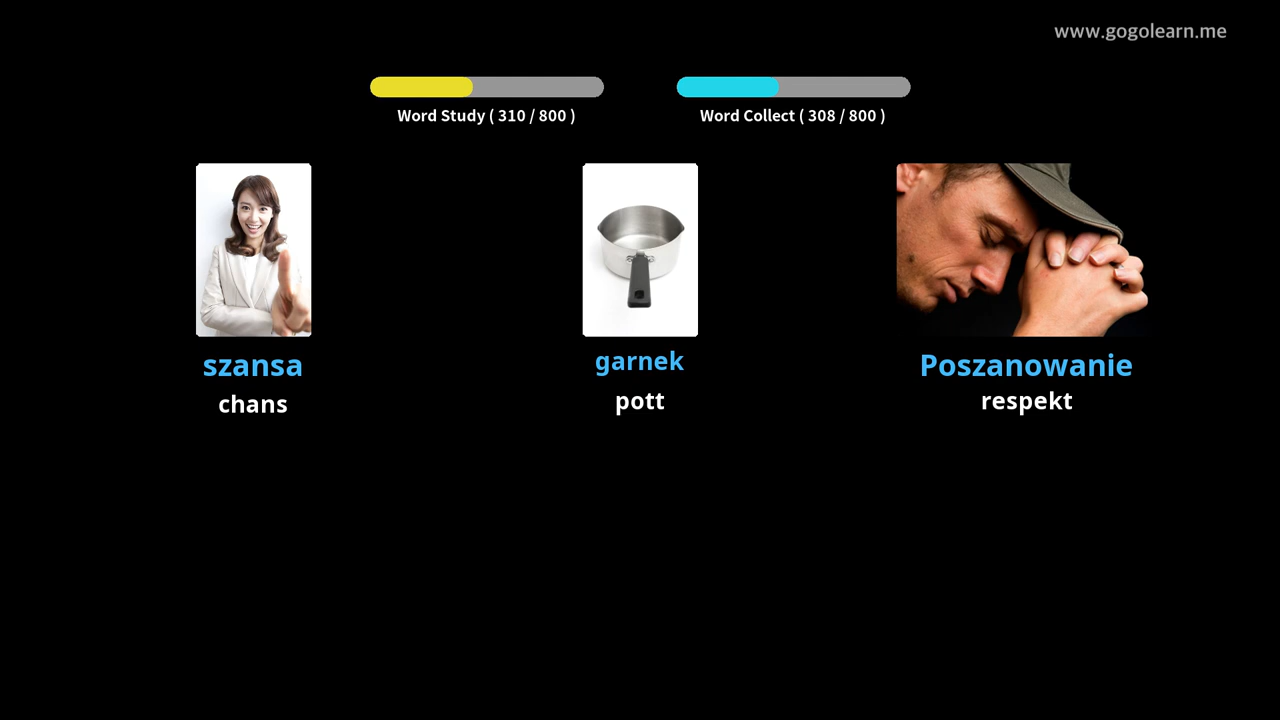 www.gogolearn.me
Word Study ( 310 / 800 )
Word Collect ( 308 / 800 )
szansa
chans
garnek
pott
Poszanowanie
respekt